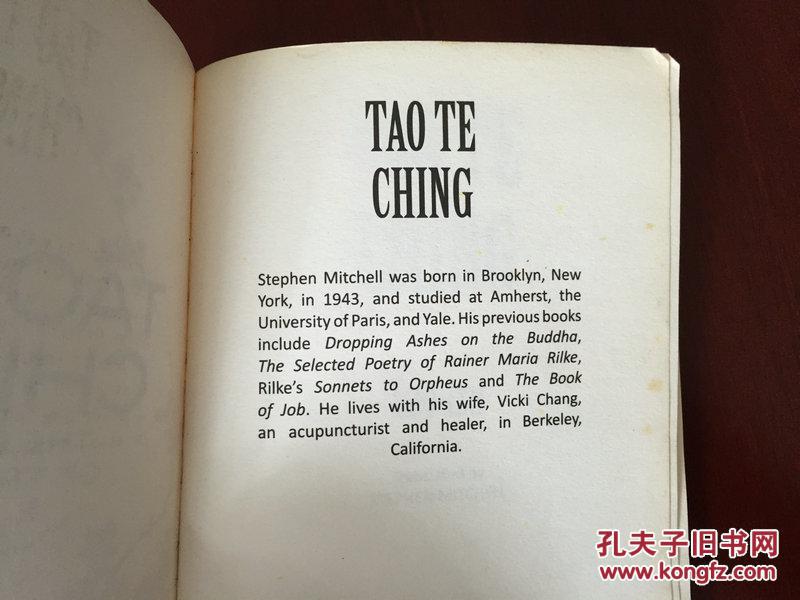 TAO TE
CHING
Stephen Mitchell was born in Brooklyn, New
York, in 1943, and studied at Amherst, the
University of Paris, and Yale. His previous books
include Dropping Ashes on the Buddha,
The Selected Poetry of Rainer Maria Rilke,
Rilke's Sonnets to Orpheus and The Book
of Job. He lives with his wife, Vicki Chang,
an acupuncturist and healer, in Berkeley,
California.
孔夫子旧书网
www.kongfz.com